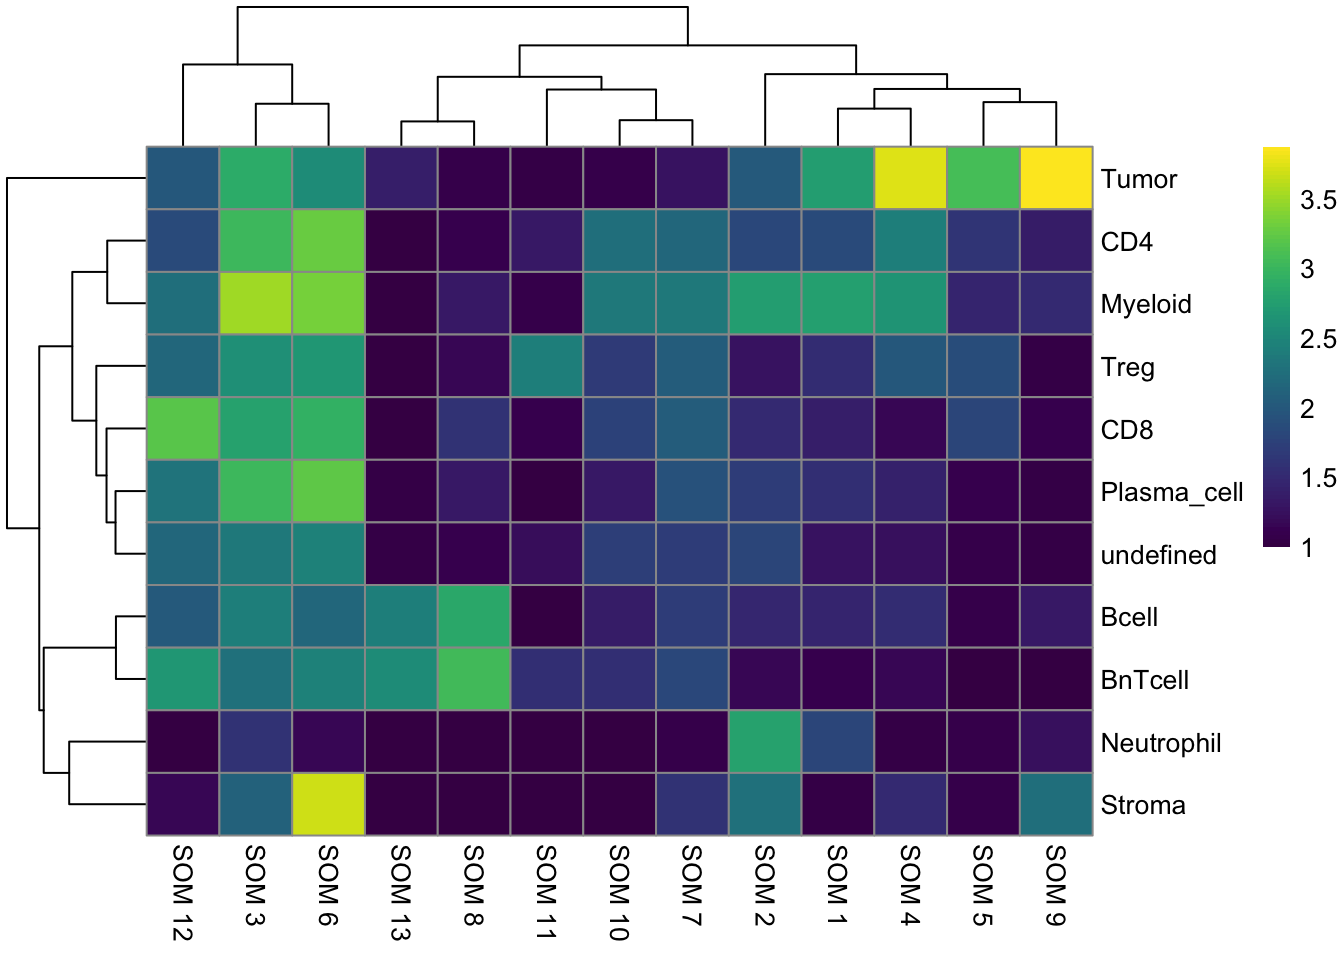 Tumor
CD4
Myeloid
Treg
CD8
Plasma_cell
undefined
Bcell
BnTcell
Neutrophil
Stroma
3.5
3
2.5
2
1.5
1
SOM 12
SOM 3
SOM 6
SOM 13
SOM 8
SOM 11
SOM 10
SOM 7
SOM 2
SOM 1
SOM 4
SOM 5
SOM 9